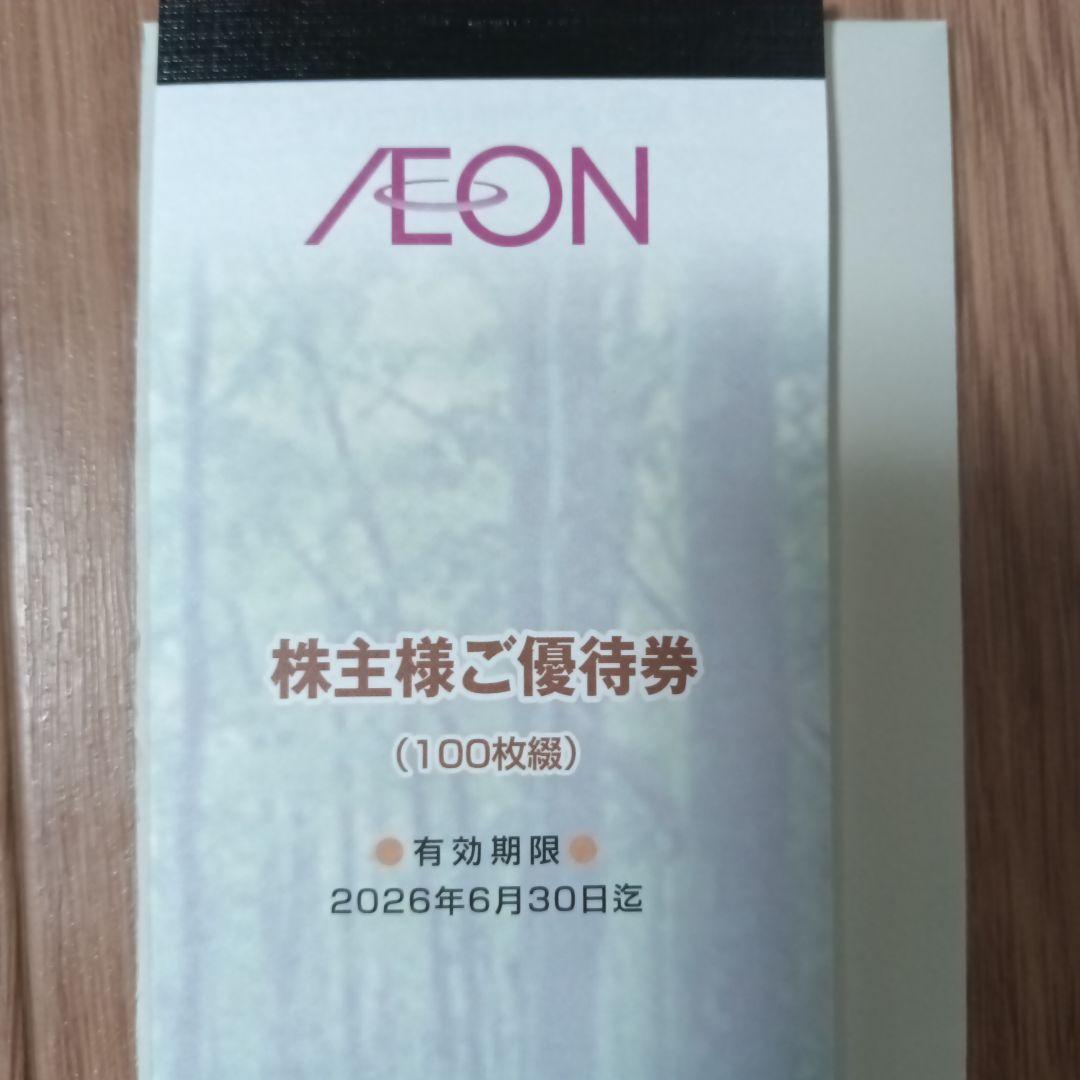 ÆON
株主様ご優待券
（100枚綴）
有効期限
2026年6月30日迄